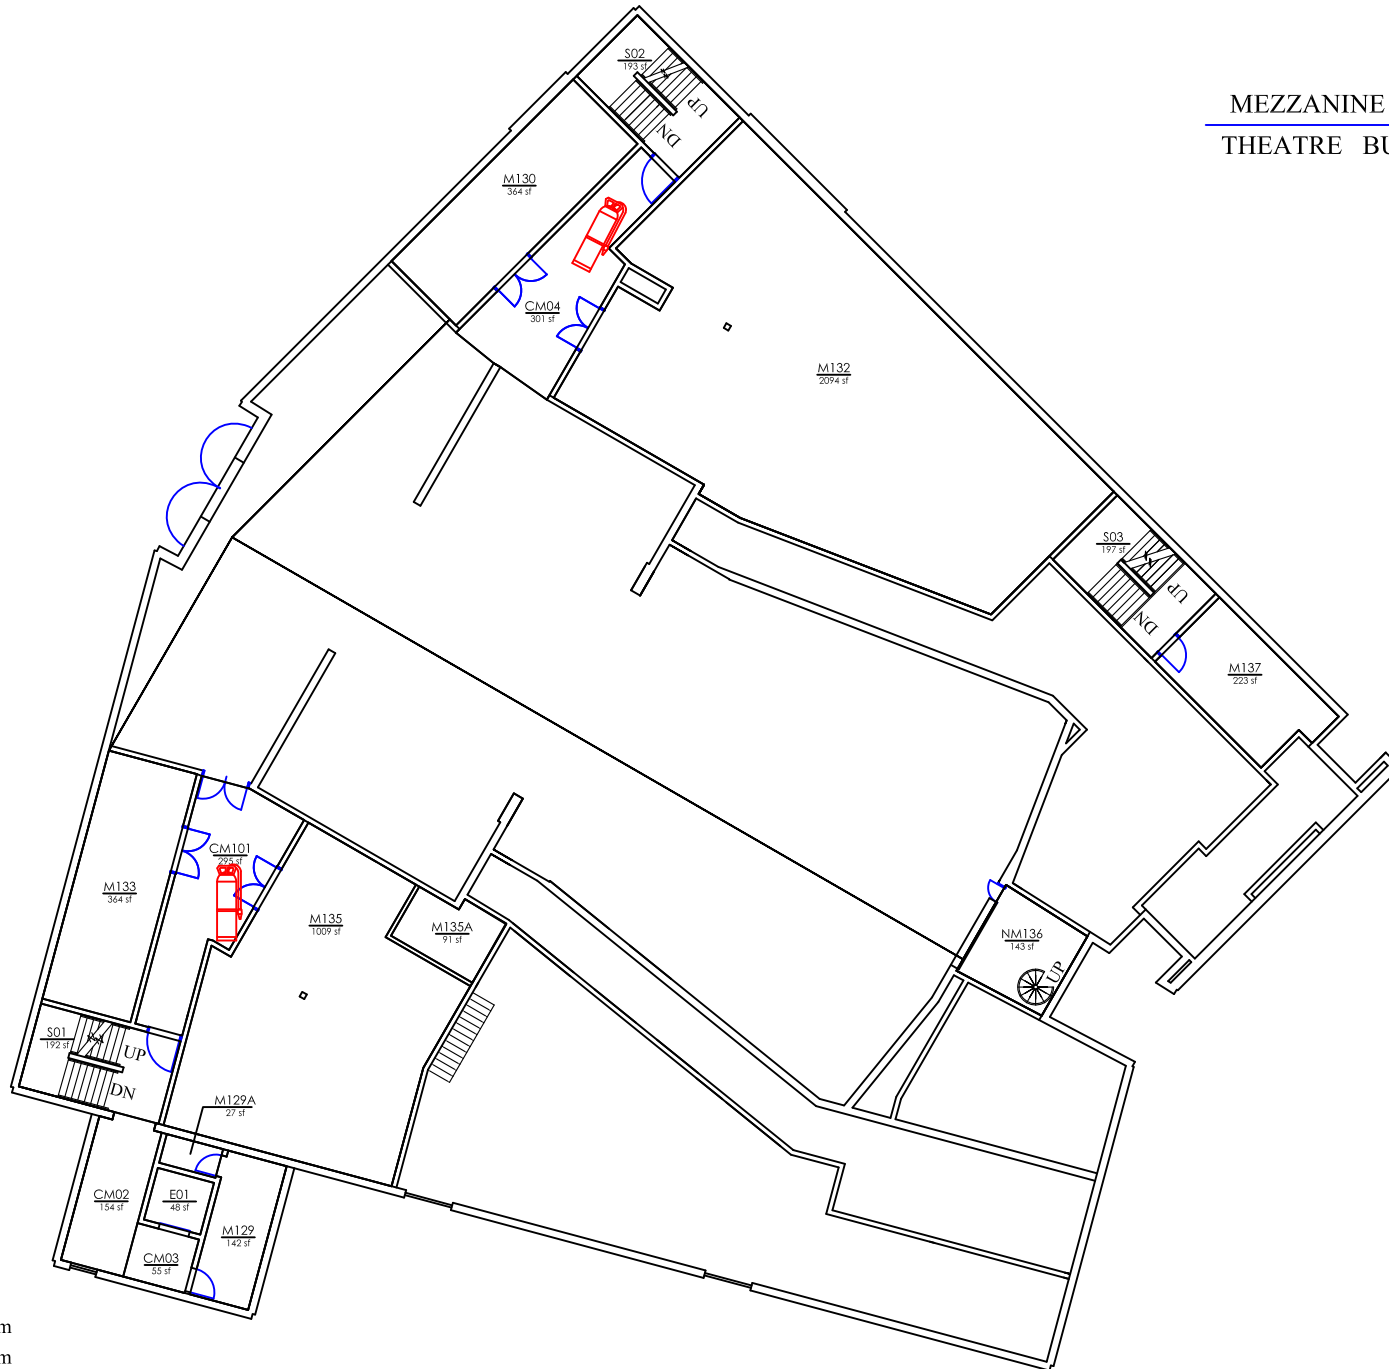 S02
193 sf
UP
DN
MEZZANINE
THEATRE BU
M130
364 sf
CM04
301 sf
M132
2094 sf
S03
197 sf
UP
DN
M137
223 sf
CM101
295 sf
M133
364 sf
M135
1009 sf
M135A
91 sf
NM136
143 sf
UP
S01
192 sf
UP
DN
M129A
27 sf
CM02
154 sf
E01
48 sf
M129
142 sf
CM03
55 sf
m
m